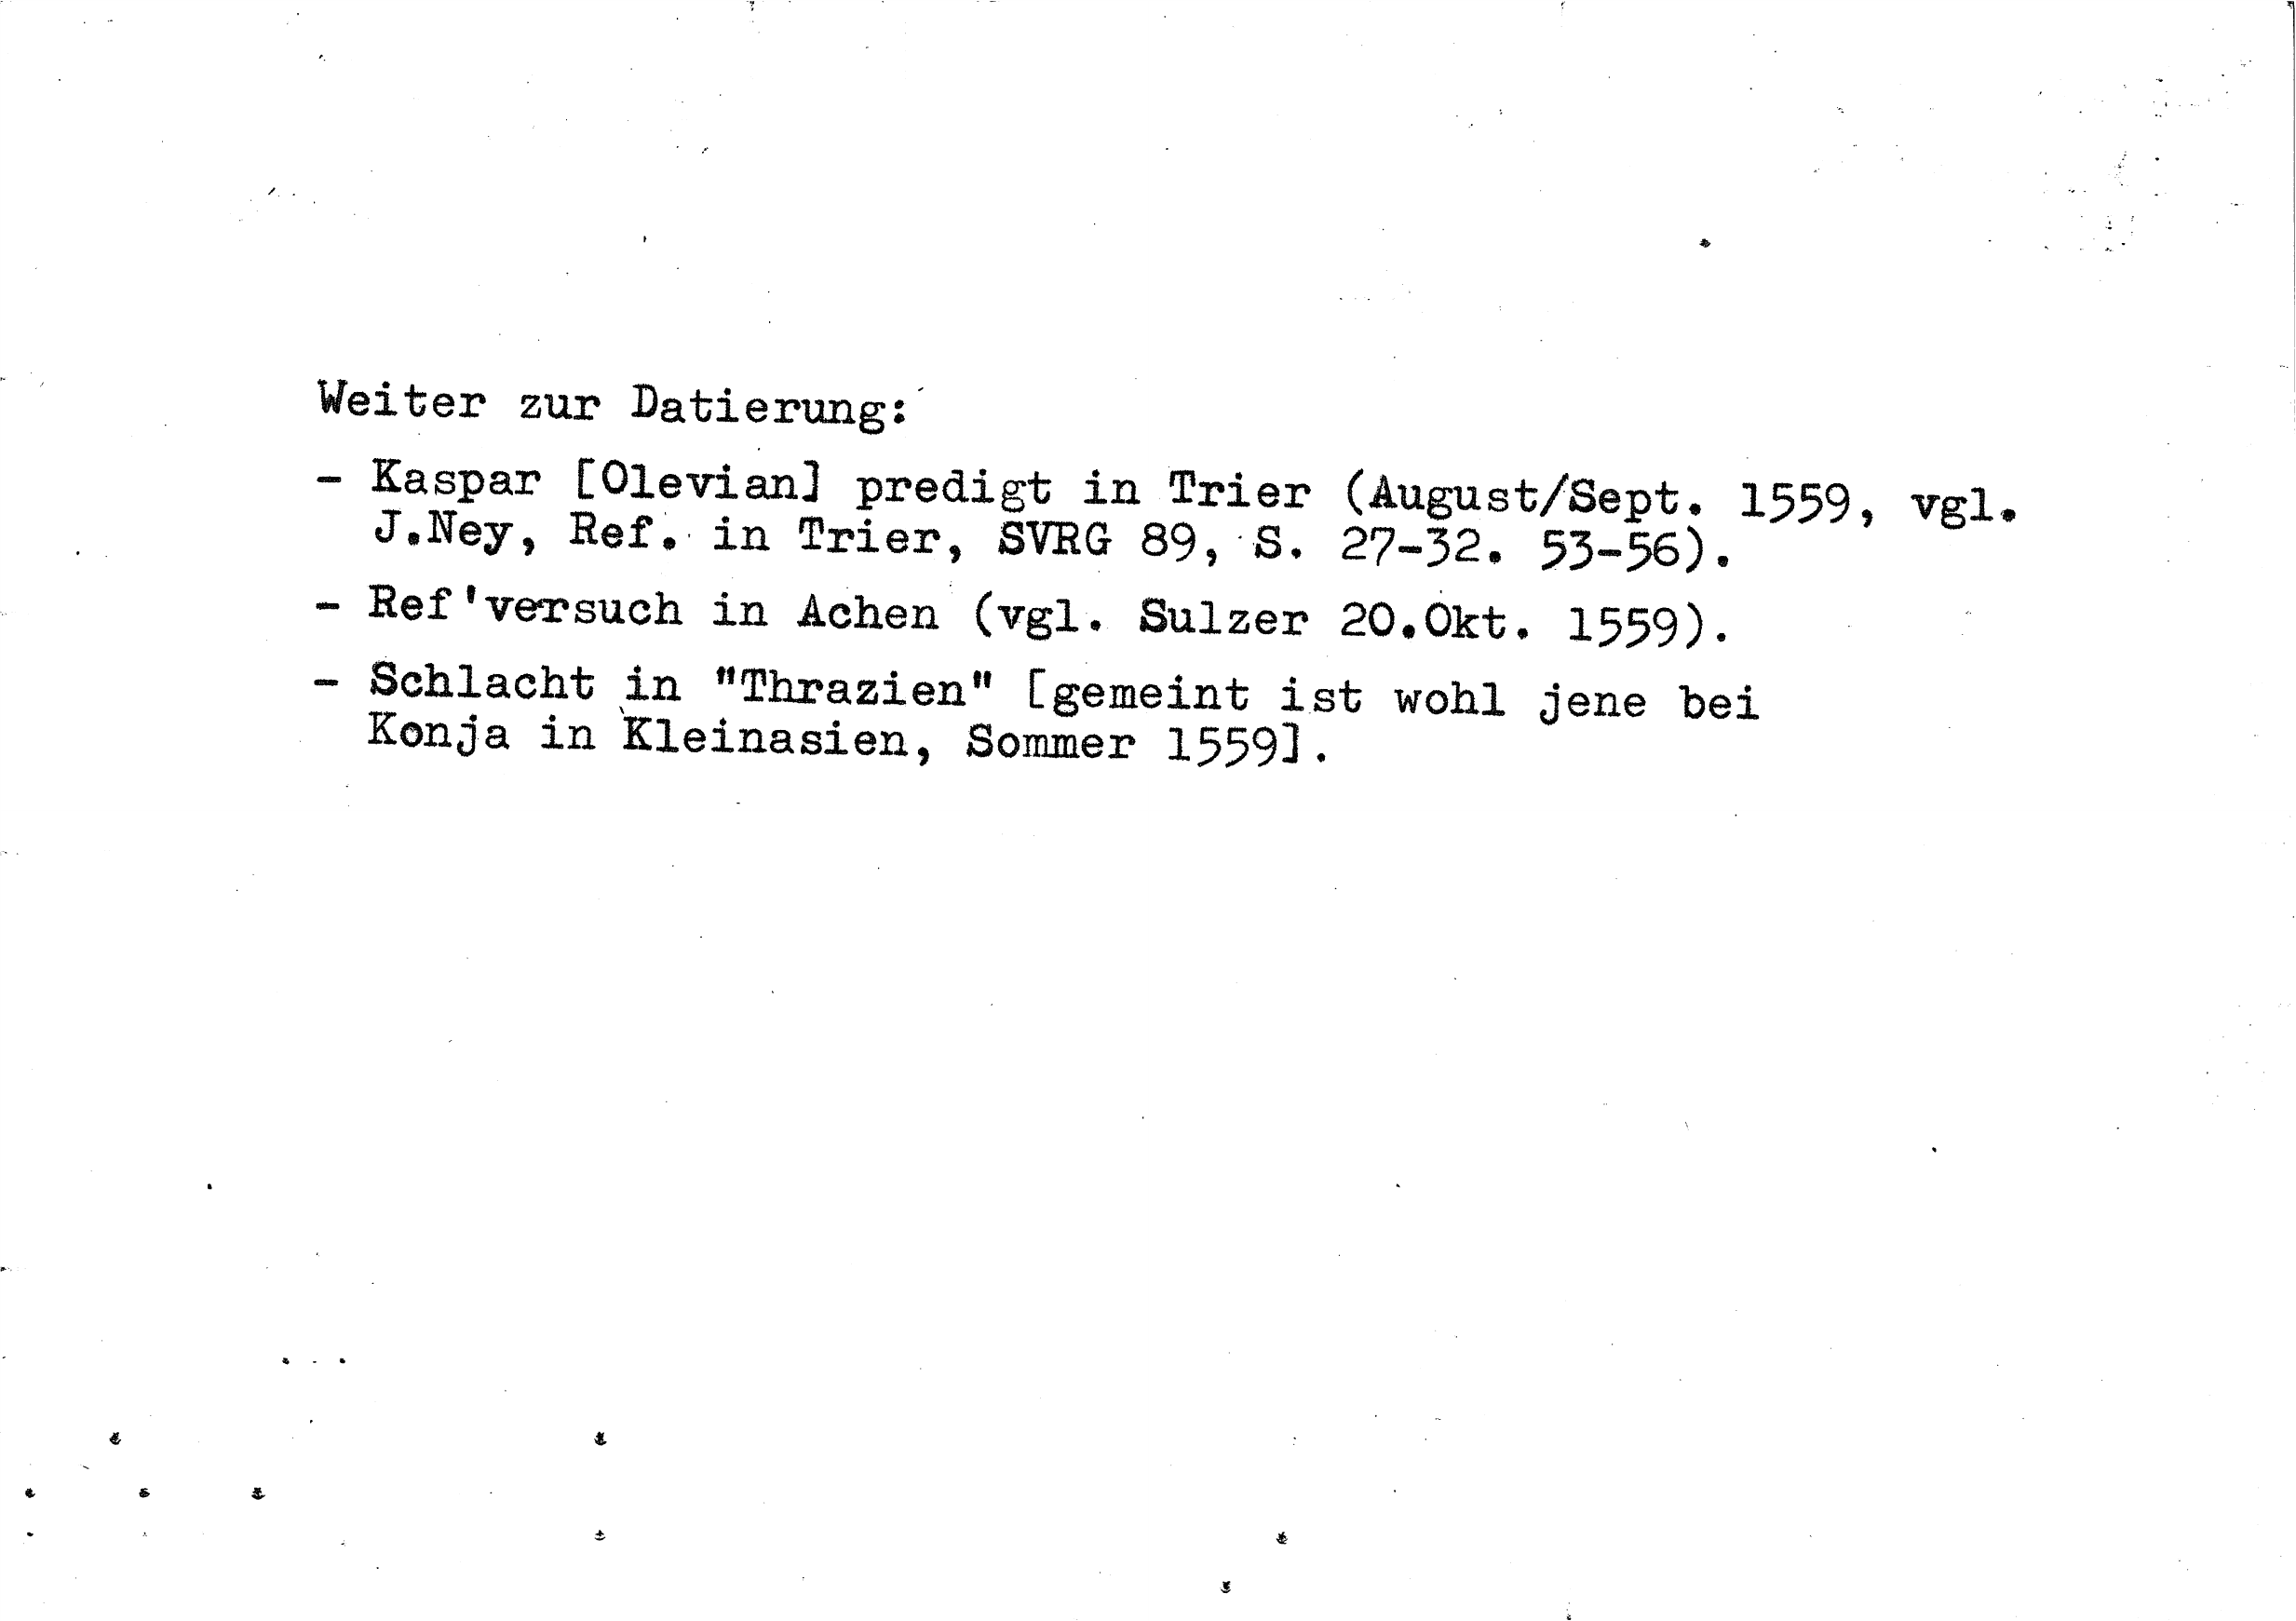 Weiter zur Datierung:
- Kaspar [Olevian] predigt in Trier (August/Sept. 1559, vgl.
J.Ney, Ref. in Trier, SVRG 89, S. 27-32. 53-56).
- Ref'versuch in Achen (vgl. Sulzer 20.Okt. 1559).
- Schlacht in "Thrazien" [gemeint ist wohl jene bei
Konja in Kleinasien, Sommer 1559].